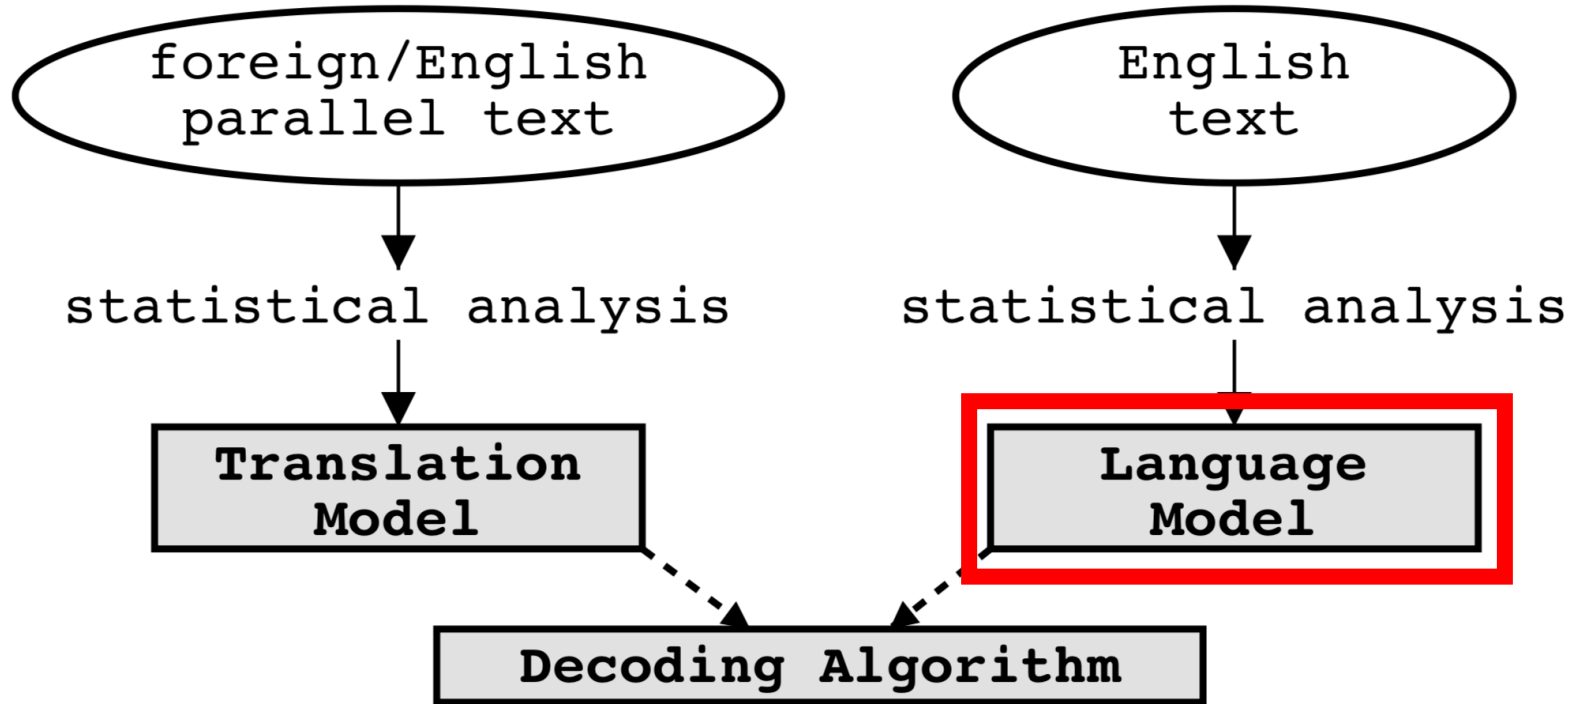 foreign/English
parallel text
English
text
statistical analysis
statistical analysis
Translation
Model
Language
Model
Decoding Algorithm